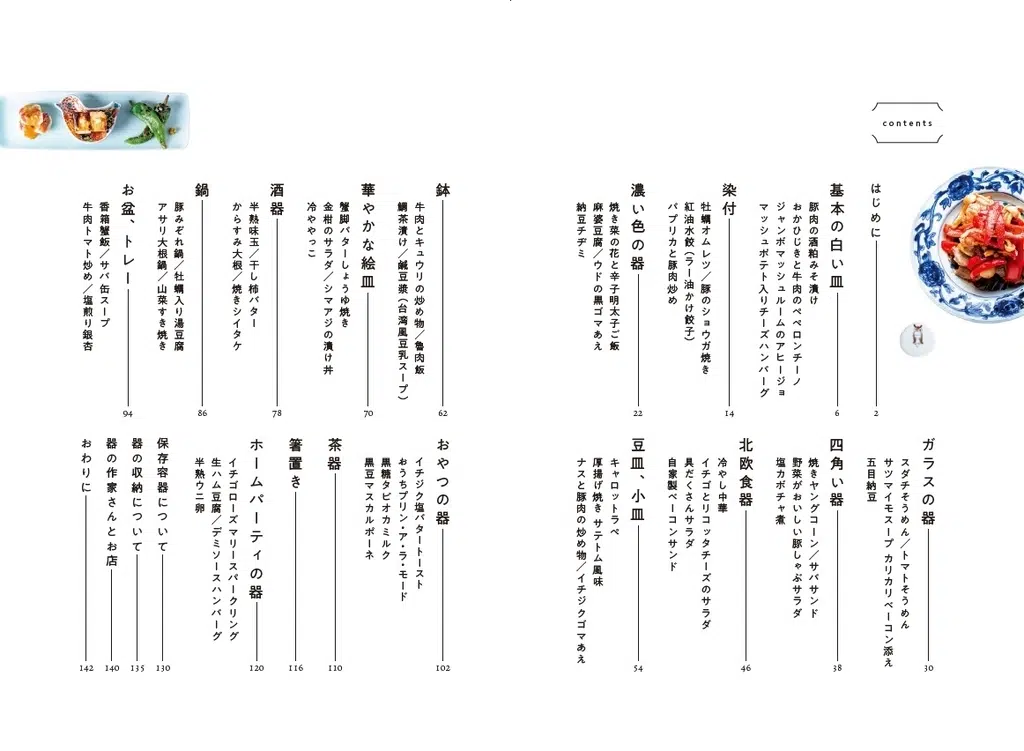 contents
はじめに 2
基本の白い皿 6
豚肉の酒粕みそ漬け
おかひじきと牛肉のペペロンチーノ
ジャンボマッシュルームのアヒージョ
マッシュポテト入りチーズハンバーグ
染付 14
牡蠣オムレツ／豚のショウガ焼き
紅油水餃（ラー油かけ餃子）
パプリカと豚肉炒め
濃い色の器 22
焼き菜の花と辛子明太子ご飯
麻婆豆腐／ウドの黒ゴマあえ
納豆チヂミ
ガラスの器 30
スダチそうめん／トマトそうめん
サツマイモスープ カリカリベーコン添え
五目納豆
四角い器 38
焼きヤングコーン／サバサンド
野菜がおいしい豚しゃぶサラダ
塩カボチャ煮
北欧食器 46
冷やし中華
イチゴとリコッタチーズのサラダ
具だくさんサラダ
自家製ベーコンサンド
豆皿、小皿 54
キャロットラペ
厚揚げ焼き サテトム風味
ナスと豚肉の炒め物／イチジクゴマあえ
鉢 62
牛肉とキュウリの炒め物／魯肉飯
鯛茶漬け／鹹豆漿（台湾風豆乳スープ）
華やかな絵皿 70
蟹脚バターしょうゆ焼き
金柑のサラダ／シマアジの漬け丼
冷ややっこ
酒器 78
半熟味玉／干し柿バター
からすみ大根／焼きシイタケ
鍋 86
豚みぞれ鍋／牡蠣入り湯豆腐
アサリ大根鍋／山菜すき焼き
お盆、トレー 94
香箱蟹飯／サバ缶スープ
牛肉トマト炒め／塩煎り銀杏
おやつの器 102
イチジク塩バタートースト
おうちプリン・ア・ラ・モード
黒糖タピオカミルク
黒豆マスカルポーネ
茶器 110
箸置き 116
ホームパーティの器 120
イチゴローズマリースパークリング
生ハム豆腐／デミソースハンバーグ
半熟ウニ卵
保存容器について 130
器の収納について 135
器の作家さんとお店 140
おわりに 142